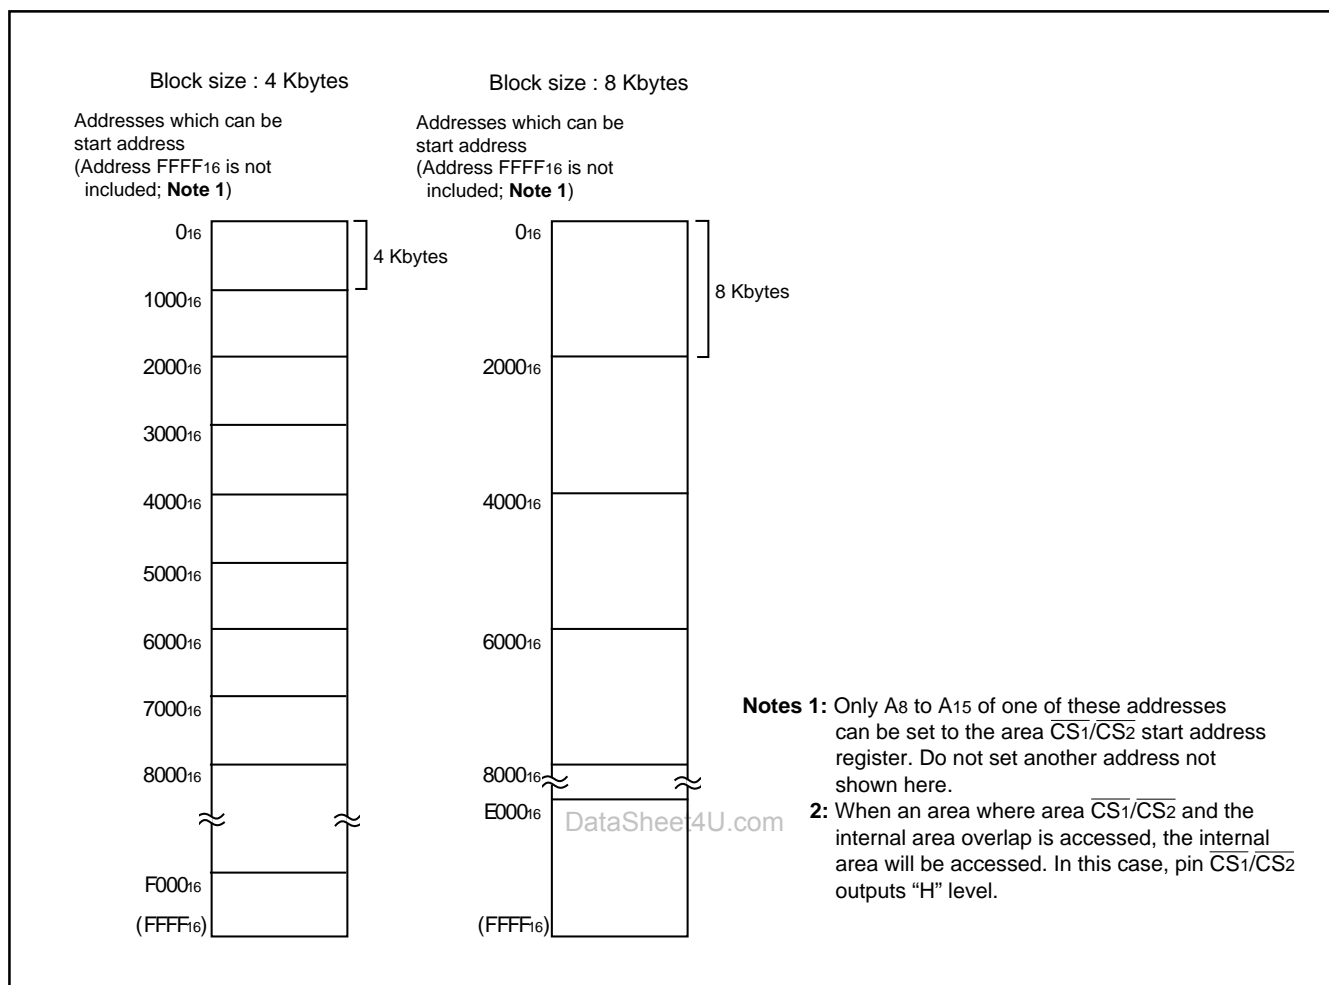 Block size : 4 Kbytes
Addresses which can be
start address
(Address FFFF16 is not
included; Note 1)
016
4 Kbytes
100016
200016
300016
400016
500016
600016
700016
800016
F00016
(FFFF16)
Block size : 8 Kbytes
Addresses which can be
start address
(Address FFFF16 is not
included; Note 1)
016
8 Kbytes
200016
400016
600016
800016
E00016
(FFFF16)
DataSheet4U.com
Notes 1: Only A8 to A15 of one of these addresses
can be set to the area CS1/CS2 start address
register. Do not set another address not
shown here.
2: When an area where area CS1/CS2 and the
internal area overlap is accessed, the internal
area will be accessed. In this case, pin CS1/CS2
outputs “H” level.